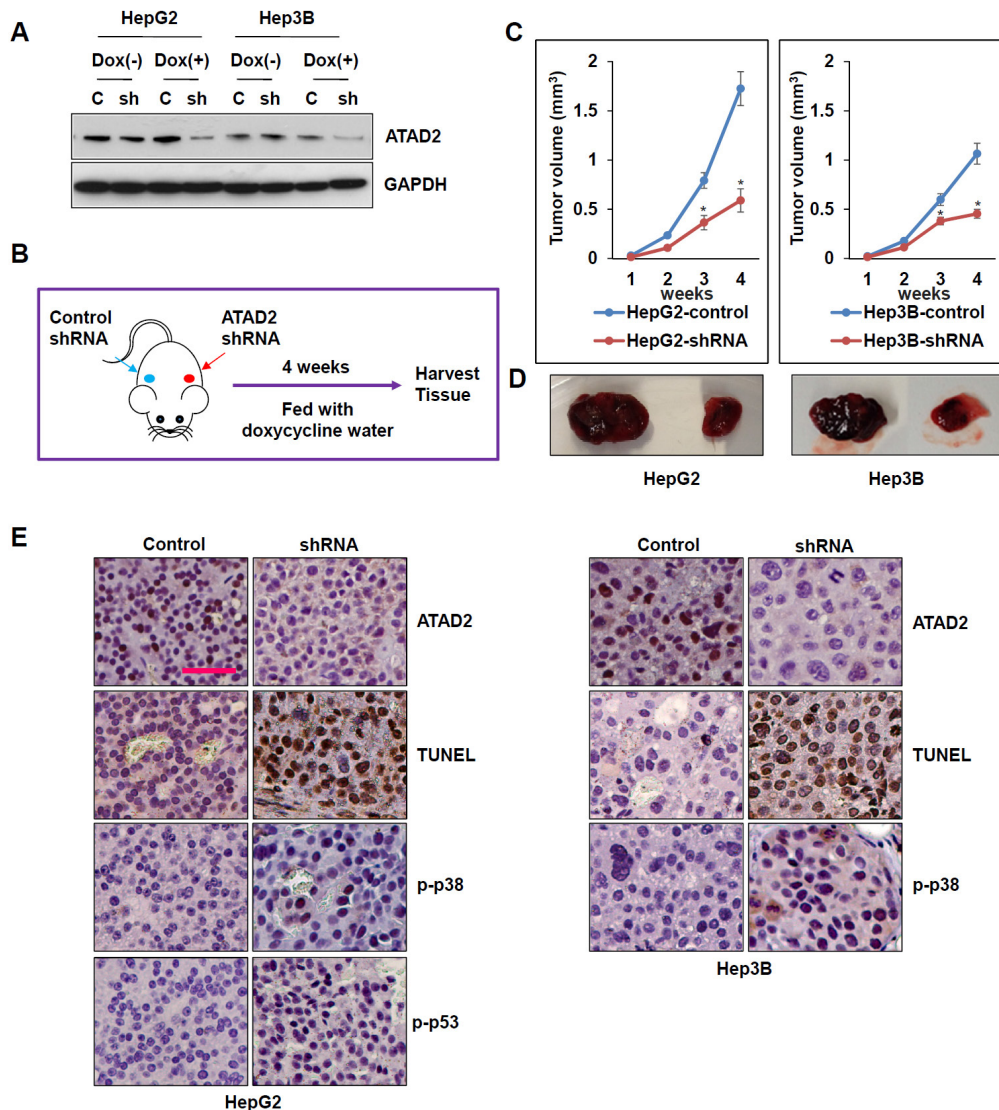 A
HepG2 Hep3B
Dox(-) Dox(+) Dox(-) Dox(+)
C sh C sh C sh C sh
ATAD2
GAPDH
B
Control
shRNA
ATAD2
shRNA
4 weeks
Fed with
doxycycline water
Harvest
Tissue
C
Tumor volume (mm³)
2
1.5
1
0.5
0
* *
1 2 3 4
weeks
HepG2-control
HepG2-shRNA
Tumor volume (mm³)
2
1.5
1
0.5
0
* *
1 2 3 4
weeks
Hep3B-control
Hep3B-shRNA
D
HepG2 Hep3B
E
Control shRNA
ATAD2
TUNEL
p-p38
p-p53
HepG2
Control shRNA
ATAD2
TUNEL
p-p38
Hep3B